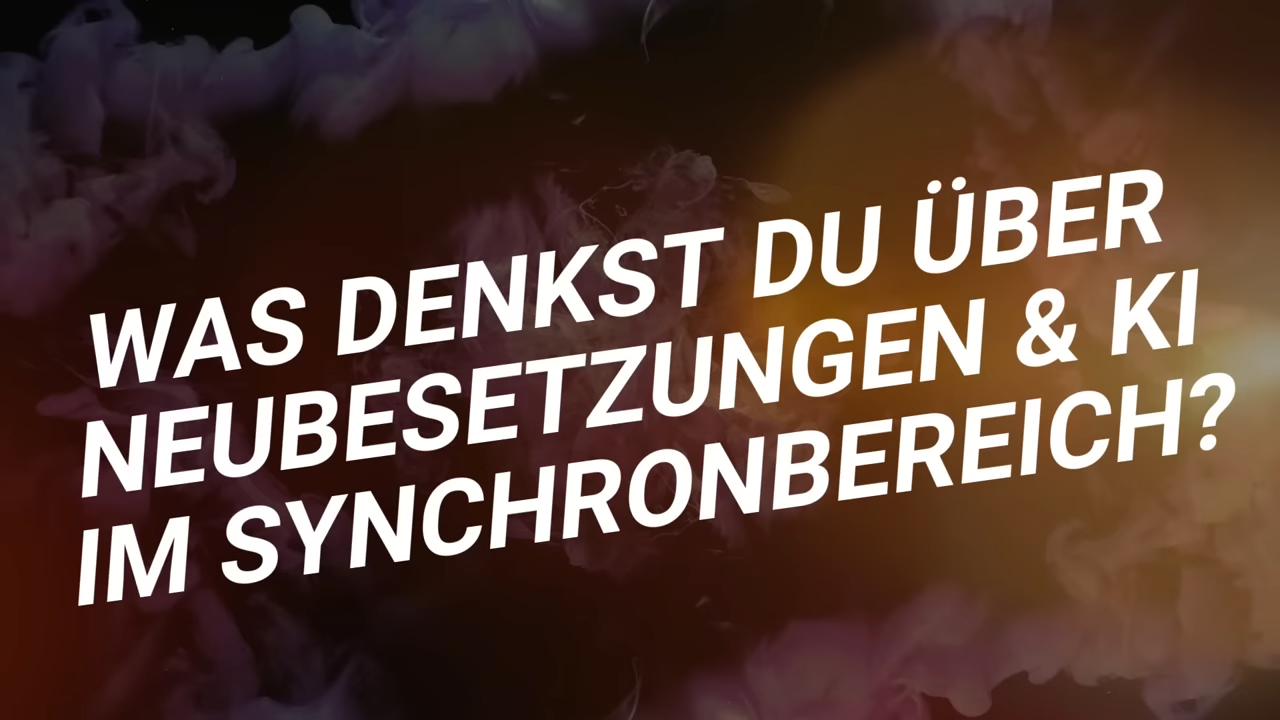 WAS DENKST DU ÜBER
NEUBESETZUNGEN & KI
IM SYNCHRONBEREICH?